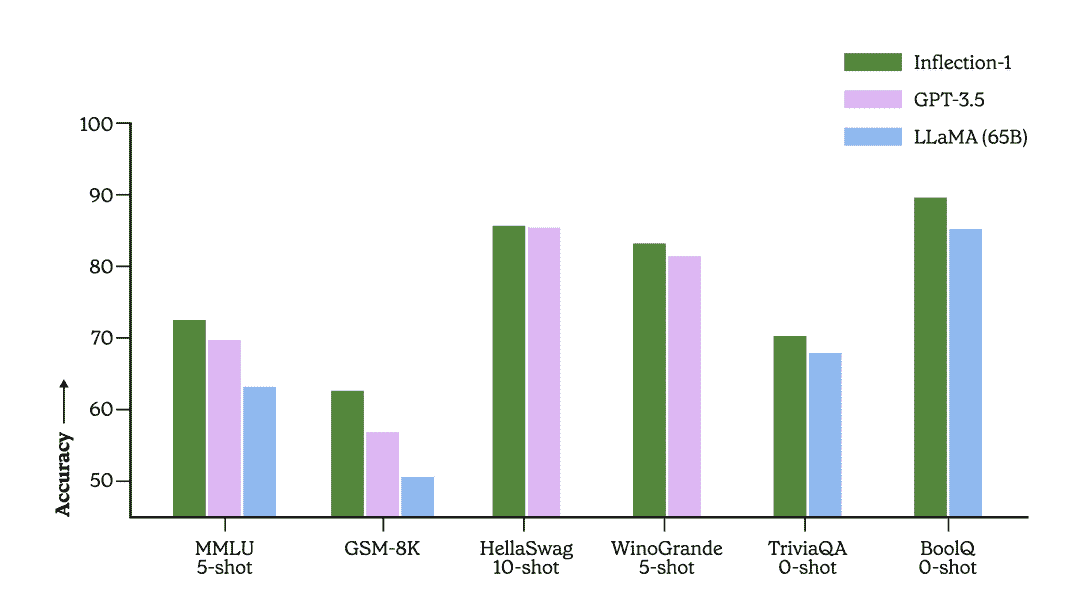 Inflection-1
GPT-3.5
LLaMA (65B)
100
90
80
70
60
50
Accuracy
MMLU
5-shot
GSM-8K
HellaSwag
10-shot
WinoGrande
5-shot
TriviaQA
0-shot
BoolQ
0-shot